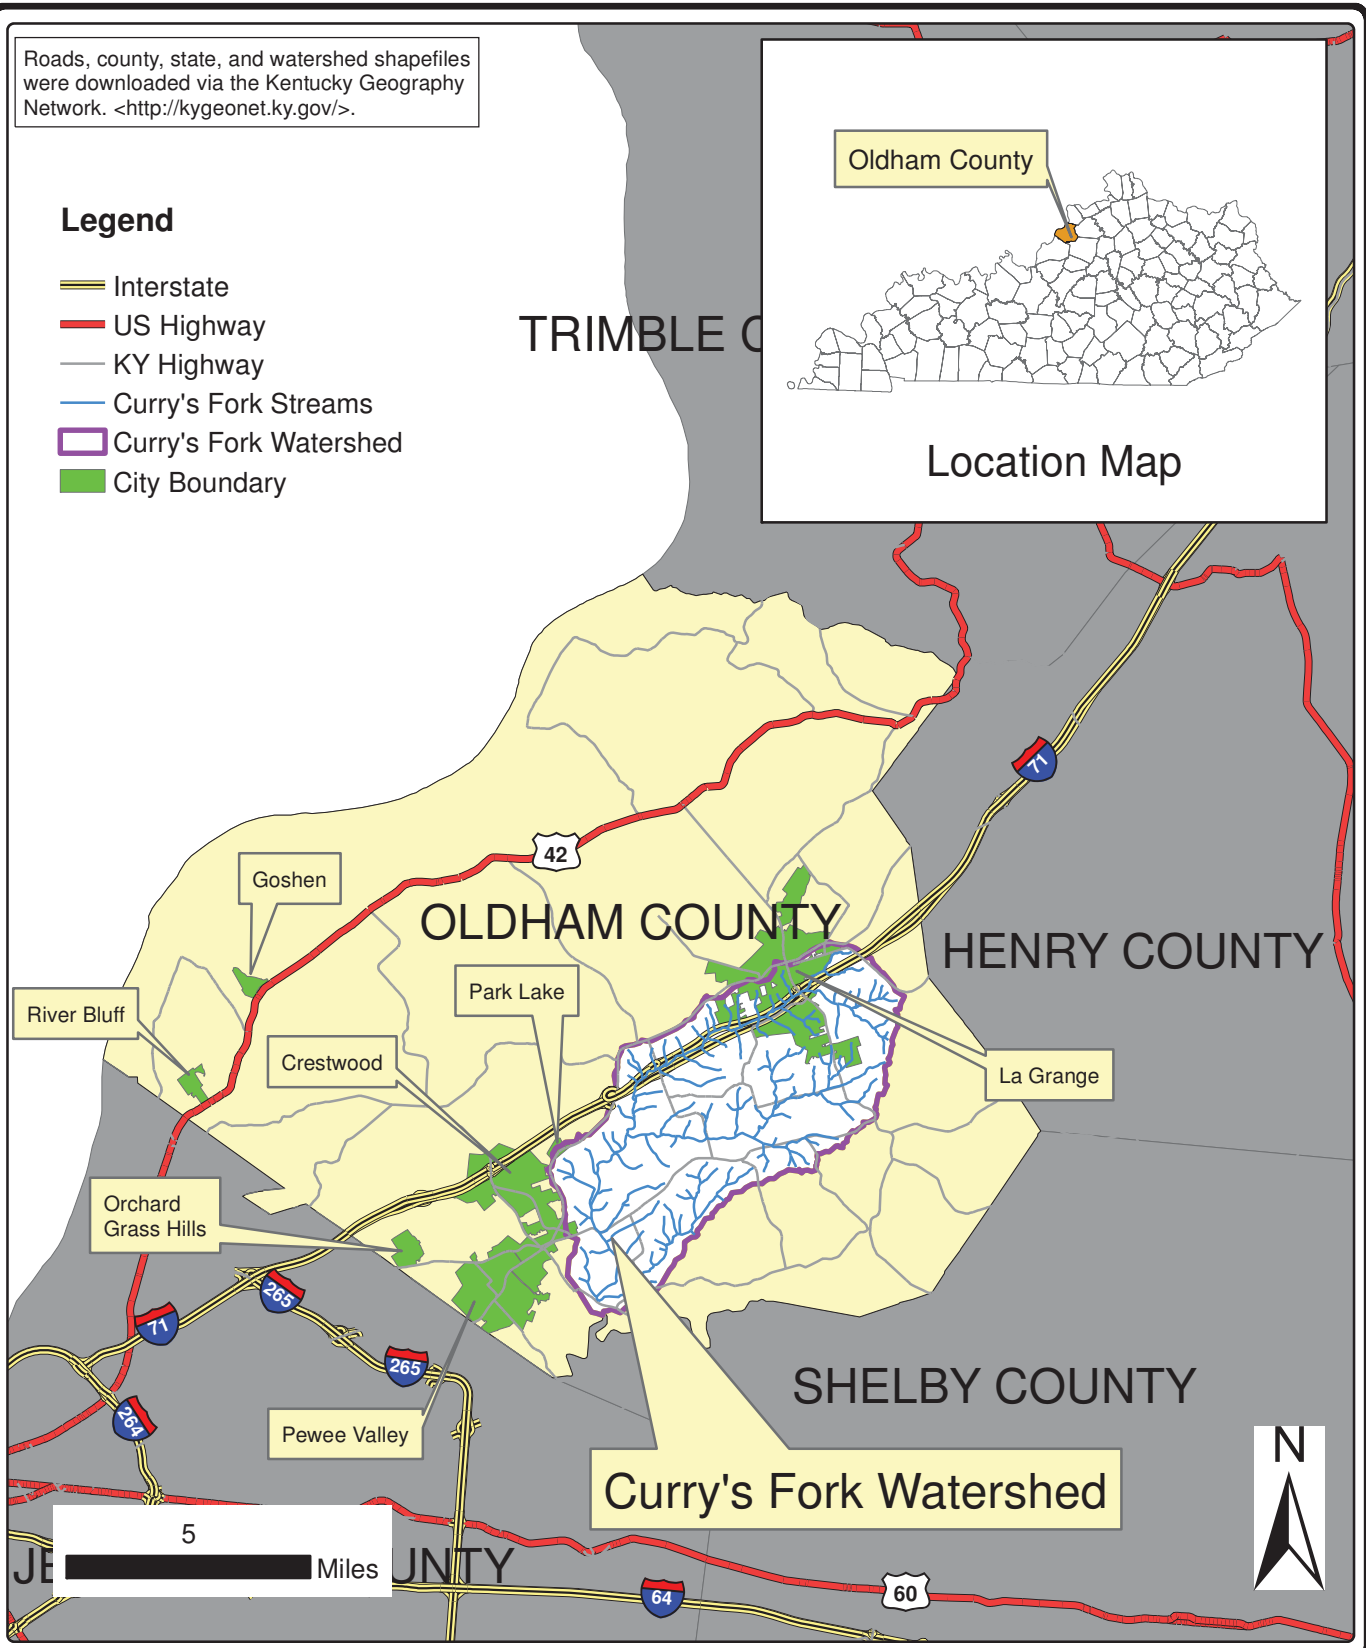 Roads, county, state, and watershed shapefiles
were downloaded via the Kentucky Geography
Network. <http://kygeonet.ky.gov/>.
Oldham County
Location Map
Legend
Interstate
US Highway
KY Highway
Curry's Fork Streams
Curry's Fork Watershed
City Boundary
TRIMBLE C
71
42
Goshen
OLDHAM COUNTY
HENRY COUNTY
Park Lake
River Bluff
Crestwood
La Grange
Orchard
Grass Hills
265
71
265
264
SHELBY COUNTY
Pewee Valley
Curry's Fork Watershed
N
5
Miles
JE
UNTY
64
60